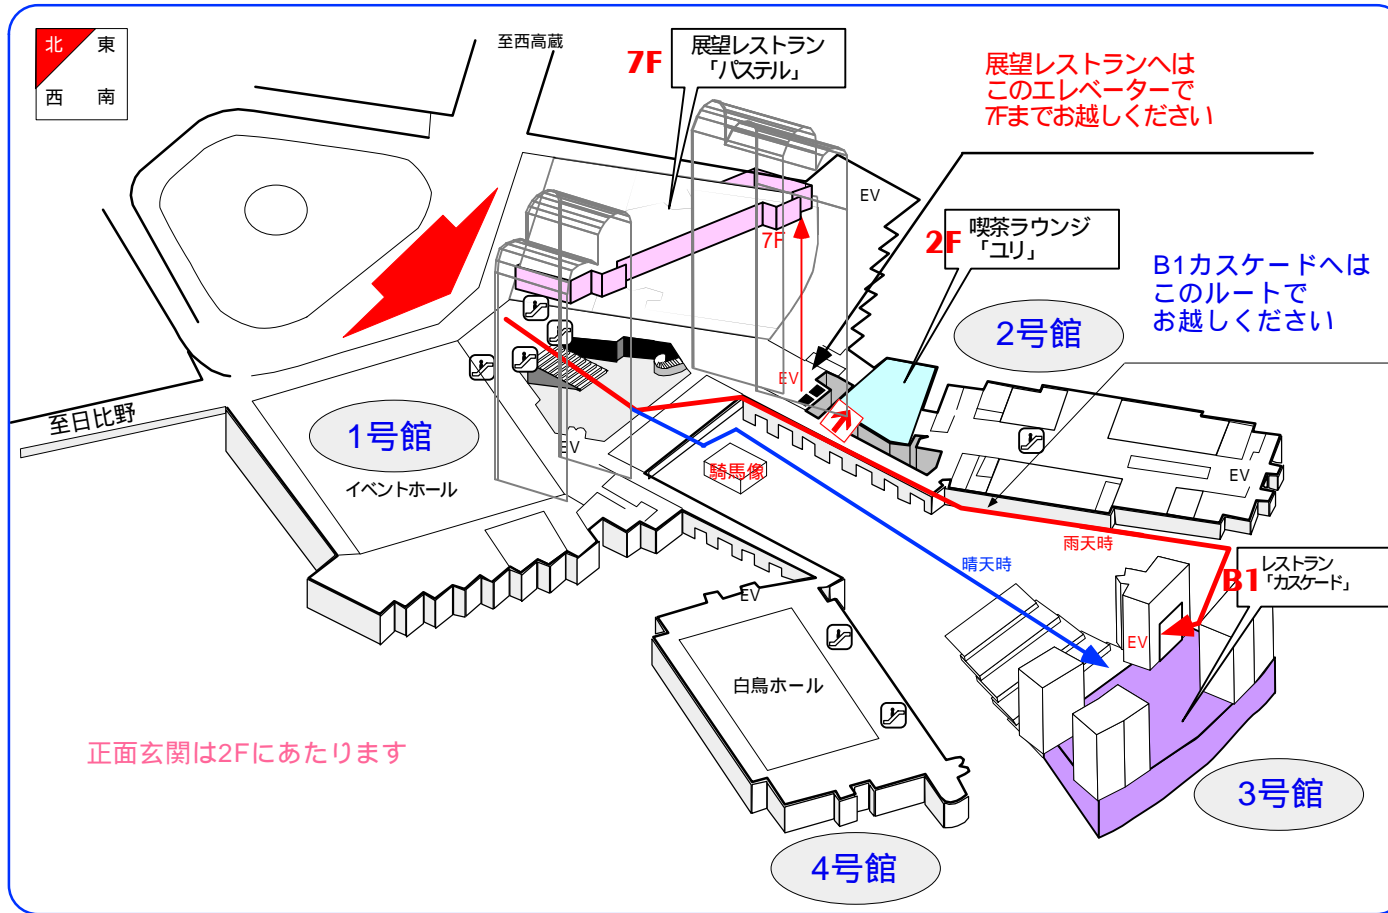 北 東
西 南
至西高蔵
7F
展望レストラン
「パステル」
展望レストランへは
このエレベーターで
7Fまでお越しください
EV
2F
喫茶ラウンジ
「ユリ」
7F
B1カスケードへは
このルートで
お越しください
2号館
EV
至日比野
1号館
EV
イベントホール
騎馬像
EV
雨天時
晴天時
B1
レストラン
「カスケード」
EV
EV
白鳥ホール
正面玄関は2Fにあたります
3号館
4号館